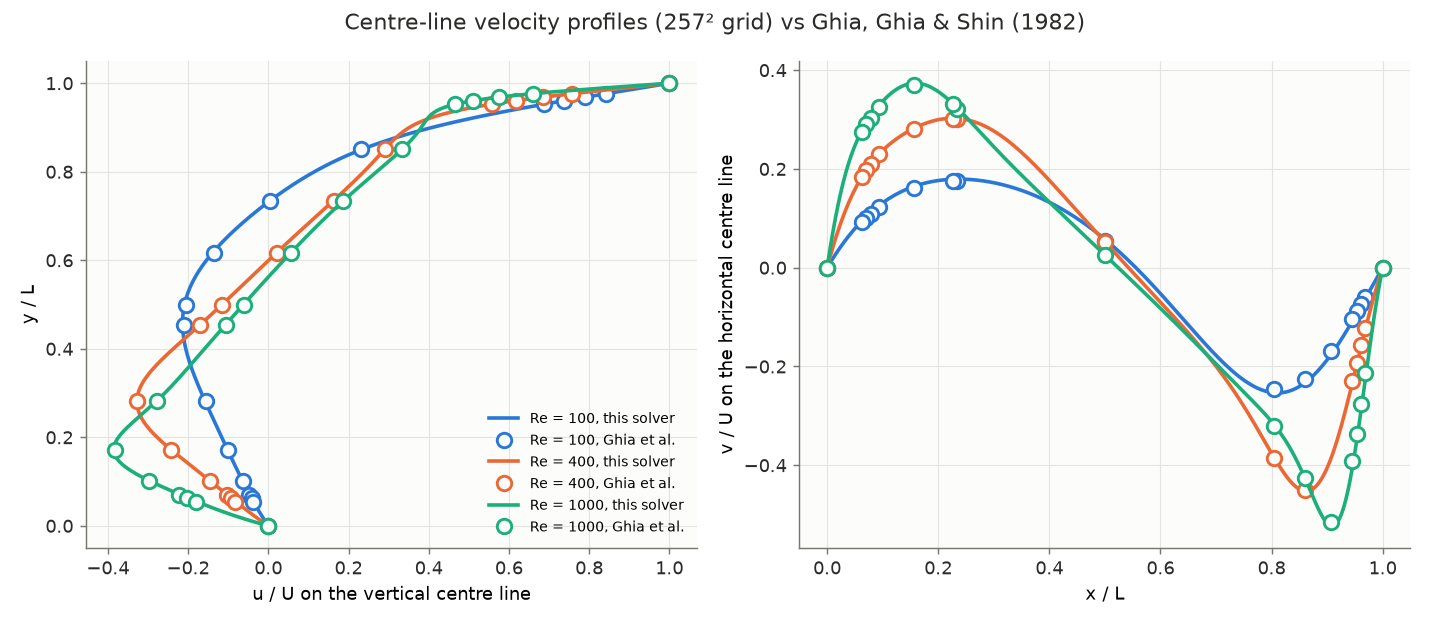 Centre-line velocity profiles (257² grid) vs Ghia, Ghia & Shin (1982)
y / L
1.0
0.8
0.6
0.4
0.2
0.0
−0.4 −0.2 0.0 0.2 0.4 0.6 0.8 1.0
u / U on the vertical centre line
Re = 100, this solver
Re = 100, Ghia et al.
Re = 400, this solver
Re = 400, Ghia et al.
Re = 1000, this solver
Re = 1000, Ghia et al.
v / U on the horizontal centre line
0.4
0.2
0.0
−0.2
−0.4
0.0 0.2 0.4 0.6 0.8 1.0
x / L